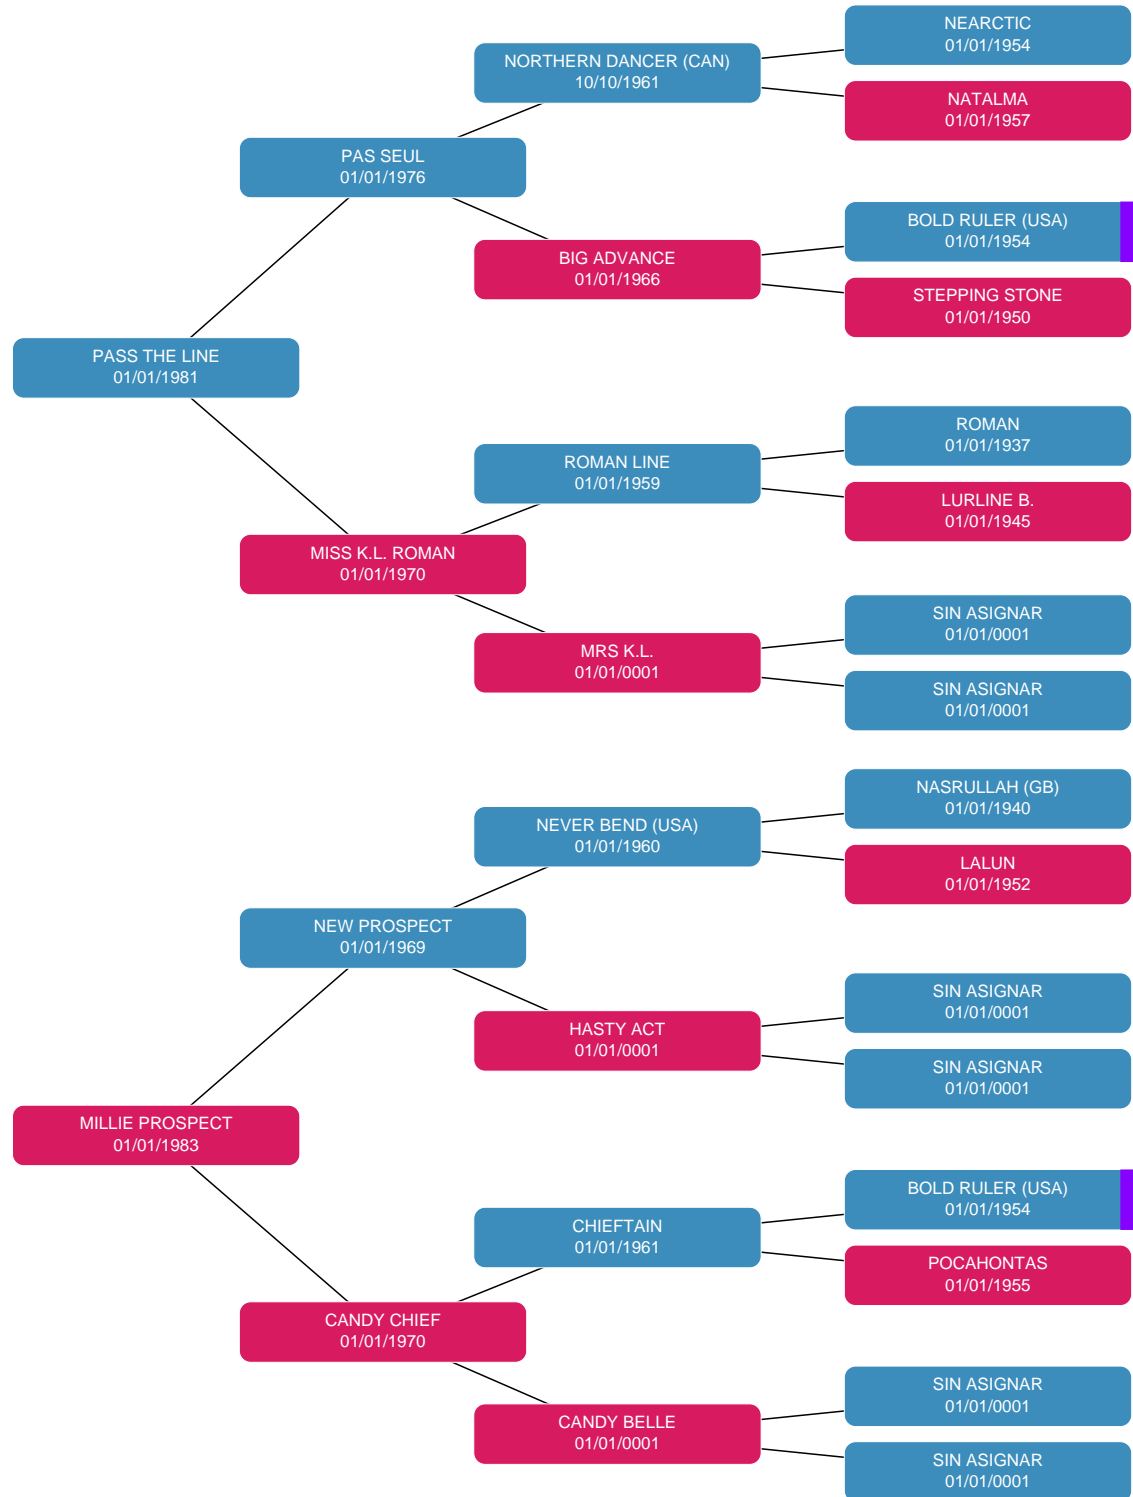 NEARCTIC
01/01/1954
NORTHERN DANCER (CAN)
10/10/1961
NATALMA
01/01/1957
PAS SEUL
01/01/1976
BOLD RULER (USA)
01/01/1954
BIG ADVANCE
01/01/1966
STEPPING STONE
01/01/1950
PASS THE LINE
01/01/1981
ROMAN
01/01/1937
ROMAN LINE
01/01/1959
LURLINE B.
01/01/1945
MISS K.L. ROMAN
01/01/1970
SIN ASIGNAR
01/01/0001
MRS K.L.
01/01/0001
SIN ASIGNAR
01/01/0001
NASRULLAH (GB)
01/01/1940
NEVER BEND (USA)
01/01/1960
LALUN
01/01/1952
NEW PROSPECT
01/01/1969
SIN ASIGNAR
01/01/0001
HASTY ACT
01/01/0001
SIN ASIGNAR
01/01/0001
MILLIE PROSPECT
01/01/1983
BOLD RULER (USA)
01/01/1954
CHIEFTAIN
01/01/1961
POCAHONTAS
01/01/1955
CANDY CHIEF
01/01/1970
SIN ASIGNAR
01/01/0001
CANDY BELLE
01/01/0001
SIN ASIGNAR
01/01/0001